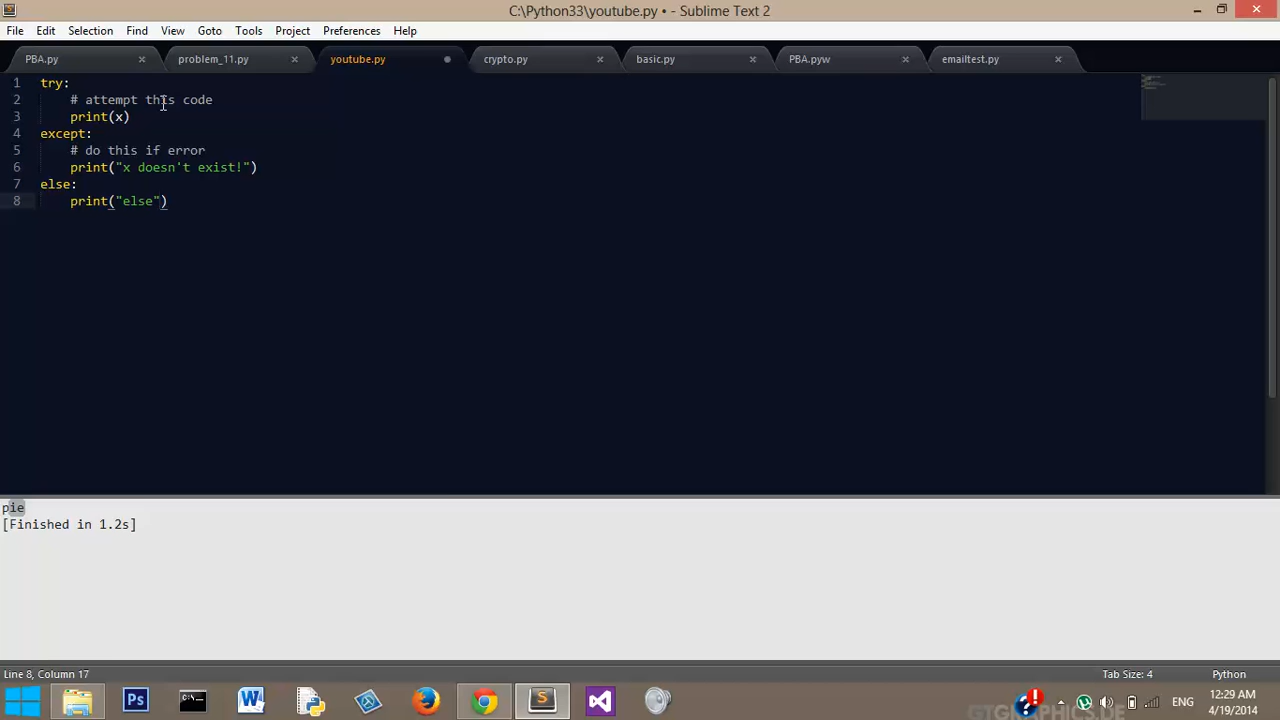 C:\Python33\youtube.py • - Sublime Text 2
File Edit Selection Find View Goto Tools Project Preferences Help
PBA.py problem_11.py youtube.py crypto.py basic.py PBA.pyw emailtest.py
1 try:
2 # attempt this code
3 print(x)
4 except:
5 # do this if error
6 print("x doesn't exist!")
7 else:
8 print("else")
pie
[Finished in 1.2s]
Line 8, Column 17 Tab Size: 4 Python
Ps ENG 12:29 AM
4/19/2014
GTGRAPHICS.DE